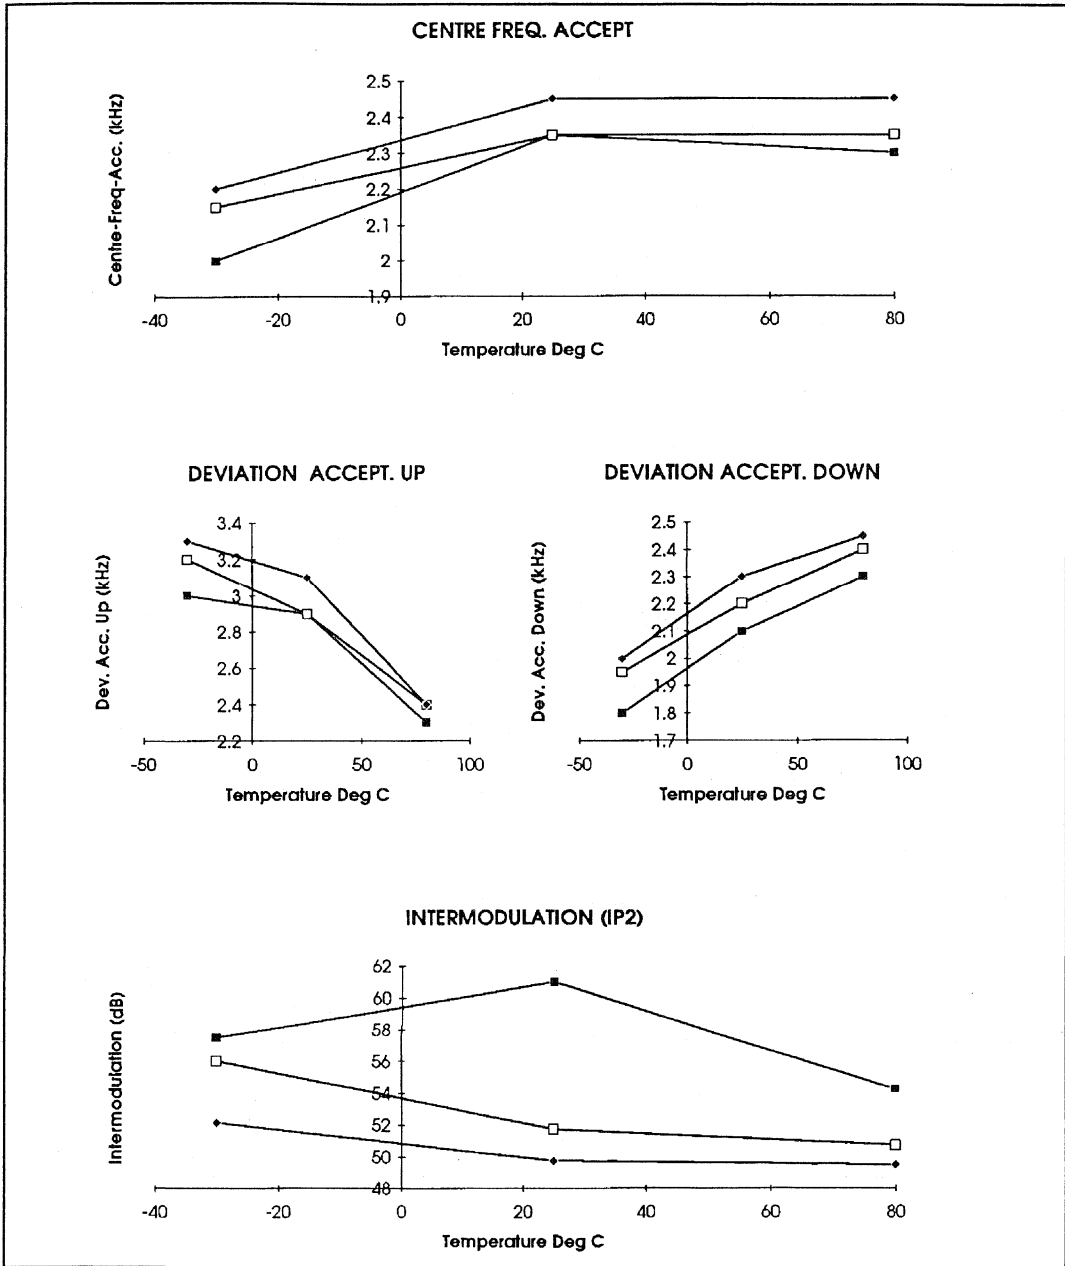 CENTRE FREQ. ACCEPT
Centre-Freq-Acc. (kHz)
2.5
2.4
2.3
2.2
2.1
2
1.9
-40 -20 0 20 40 60 80
Temperature Deg C
DEVIATION ACCEPT. UP
Dev. Acc. Up (kHz)
3.4
3.2
3
2.8
2.6
2.4
2.2
-50 0 50 100
Temperature Deg C
DEVIATION ACCEPT. DOWN
Dev. Acc. Down (kHz)
2.5
2.4
2.3
2.2
2.1
2
1.9
1.8
1.7
-50 0 50 100
Temperature Deg C
INTERMODULATION (IP2)
Intermodulation (dB)
62
60
58
56
54
52
50
48
-40 -20 0 20 40 60 80
Temperature Deg C